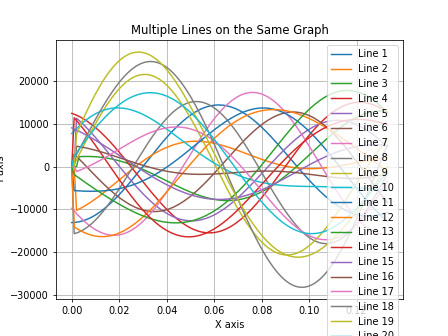 Multiple Lines on the Same Graph
20000
10000
0
−10000
−20000
−30000
0.00 0.02 0.04 0.06 0.08 0.10
X axis
Line 1
Line 2
Line 3
Line 4
Line 5
Line 6
Line 7
Line 8
Line 9
Line 10
Line 11
Line 12
Line 13
Line 14
Line 15
Line 16
Line 17
Line 18
Line 19
Line 20